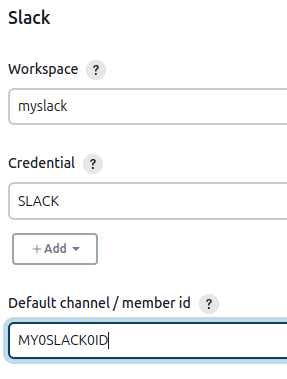 Slack
Workspace ?
myslack
Credential ?
SLACK
+ Add
Default channel / member id ?
MY0SLACK0ID